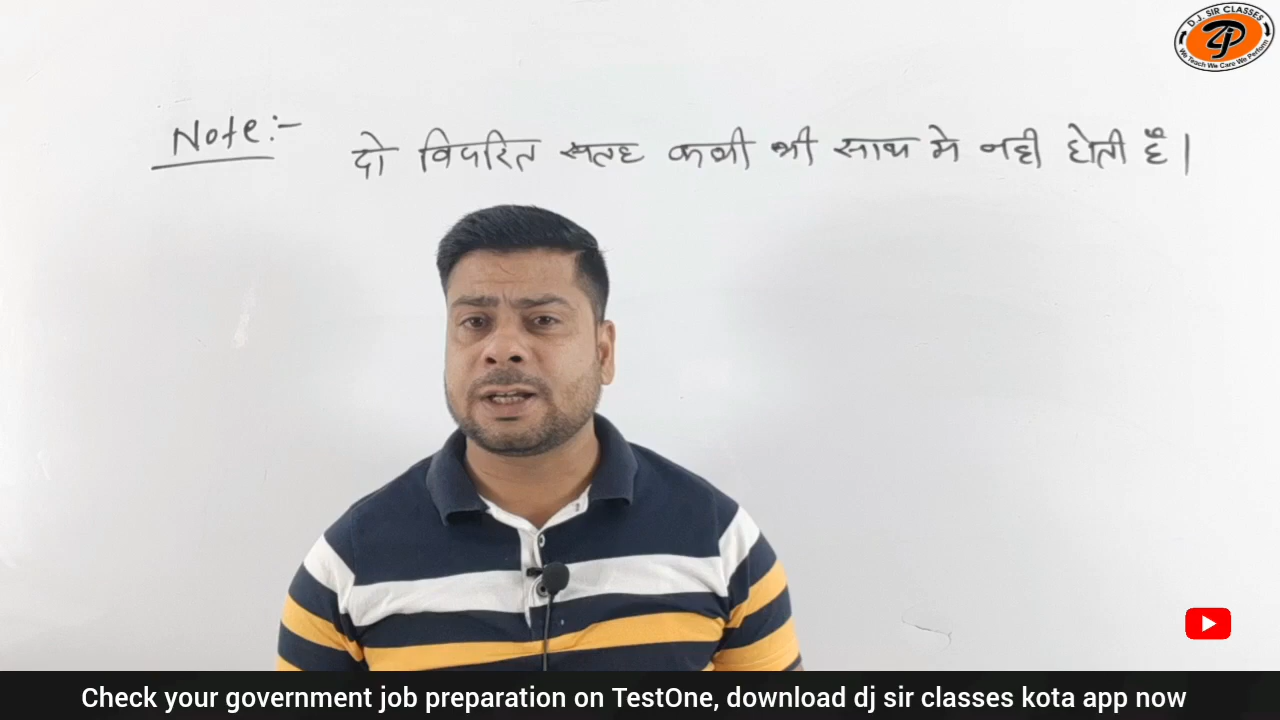 D.J. SIR CLASSES
We Teach We Care We Perform
Note:- दो विपरित सतह कभी भी साथ मे नही होती हैं।
Check your government job preparation on TestOne, download dj sir classes kota app now